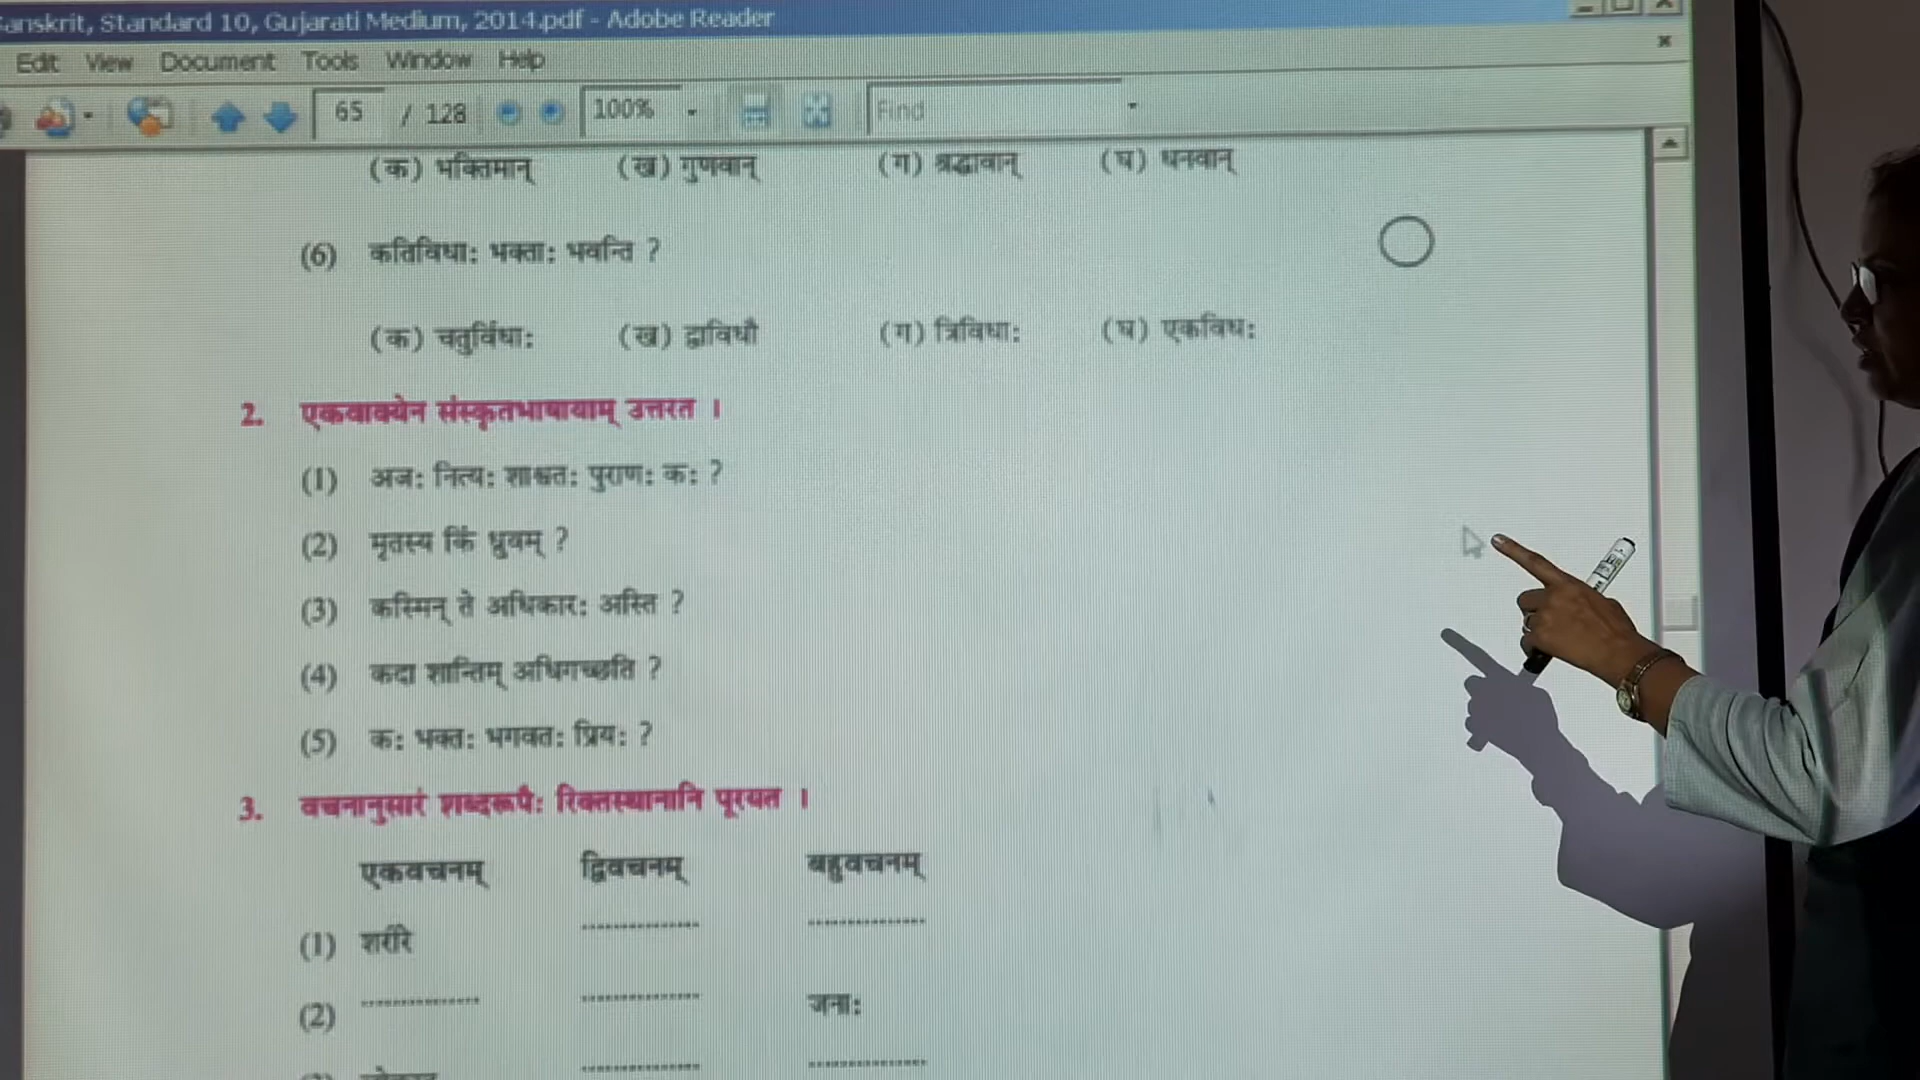 anskrit, Standard 10, Gujarati Medium, 2014.pdf - Adobe Reader
Edit View Document Tools Window Help
65 / 128 100% Find
(क) भक्तिमान् (ख) गुणवान् (ग) श्रद्धावान् (घ) धनवान्
(6) कतिविधाः भक्ताः भवन्ति ?
(क) चतुर्विधाः (ख) द्वाविधौ (ग) त्रिविधाः (घ) एकविधः
2. एकवाक्येन संस्कृतभाषायाम् उत्तरत ।
(1) अजः नित्यः शाश्वतः पुराणः कः ?
(2) मृतस्य किं ध्रुवम् ?
(3) कस्मिन् ते अधिकारः अस्ति ?
(4) कदा शान्तिम् अधिगच्छति ?
(5) कः भक्तः भगवतः प्रियः ?
3. वचनानुसारं शब्दरूपैः रिक्तस्थानानि पूरयत ।
एकवचनम् द्विवचनम् बहुवचनम्
(1) शरीरे ................ ................
(2) ................ ................ जनाः